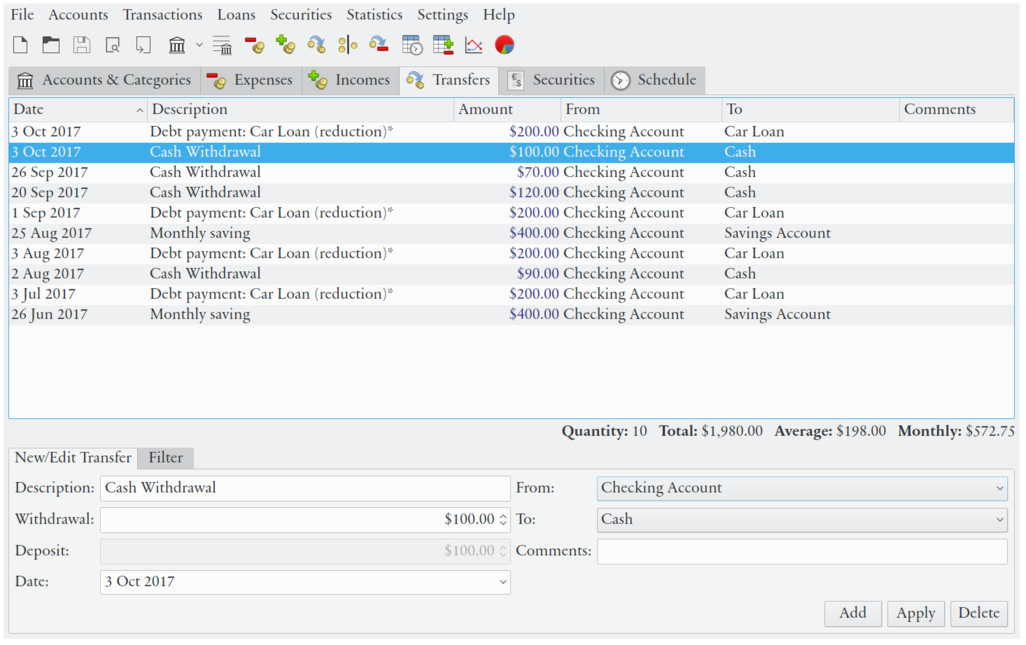 File Accounts Transactions Loans Securities Statistics Settings Help
Accounts & Categories Expenses Incomes Transfers Securities Schedule
Date Description Amount From To Comments
3 Oct 2017 Debt payment: Car Loan (reduction)* $200.00 Checking Account Car Loan
3 Oct 2017 Cash Withdrawal $100.00 Checking Account Cash
26 Sep 2017 Cash Withdrawal $70.00 Checking Account Cash
20 Sep 2017 Cash Withdrawal $120.00 Checking Account Cash
1 Sep 2017 Debt payment: Car Loan (reduction)* $200.00 Checking Account Car Loan
25 Aug 2017 Monthly saving $400.00 Checking Account Savings Account
3 Aug 2017 Debt payment: Car Loan (reduction)* $200.00 Checking Account Car Loan
2 Aug 2017 Cash Withdrawal $90.00 Checking Account Cash
3 Jul 2017 Debt payment: Car Loan (reduction)* $200.00 Checking Account Car Loan
26 Jun 2017 Monthly saving $400.00 Checking Account Savings Account
Quantity: 10 Total: $1,980.00 Average: $198.00 Monthly: $572.75
New/Edit Transfer Filter
Description: Cash Withdrawal From: Checking Account
Withdrawal: $100.00 To: Cash
Deposit: $100.00 Comments:
Date: 3 Oct 2017
Add Apply Delete